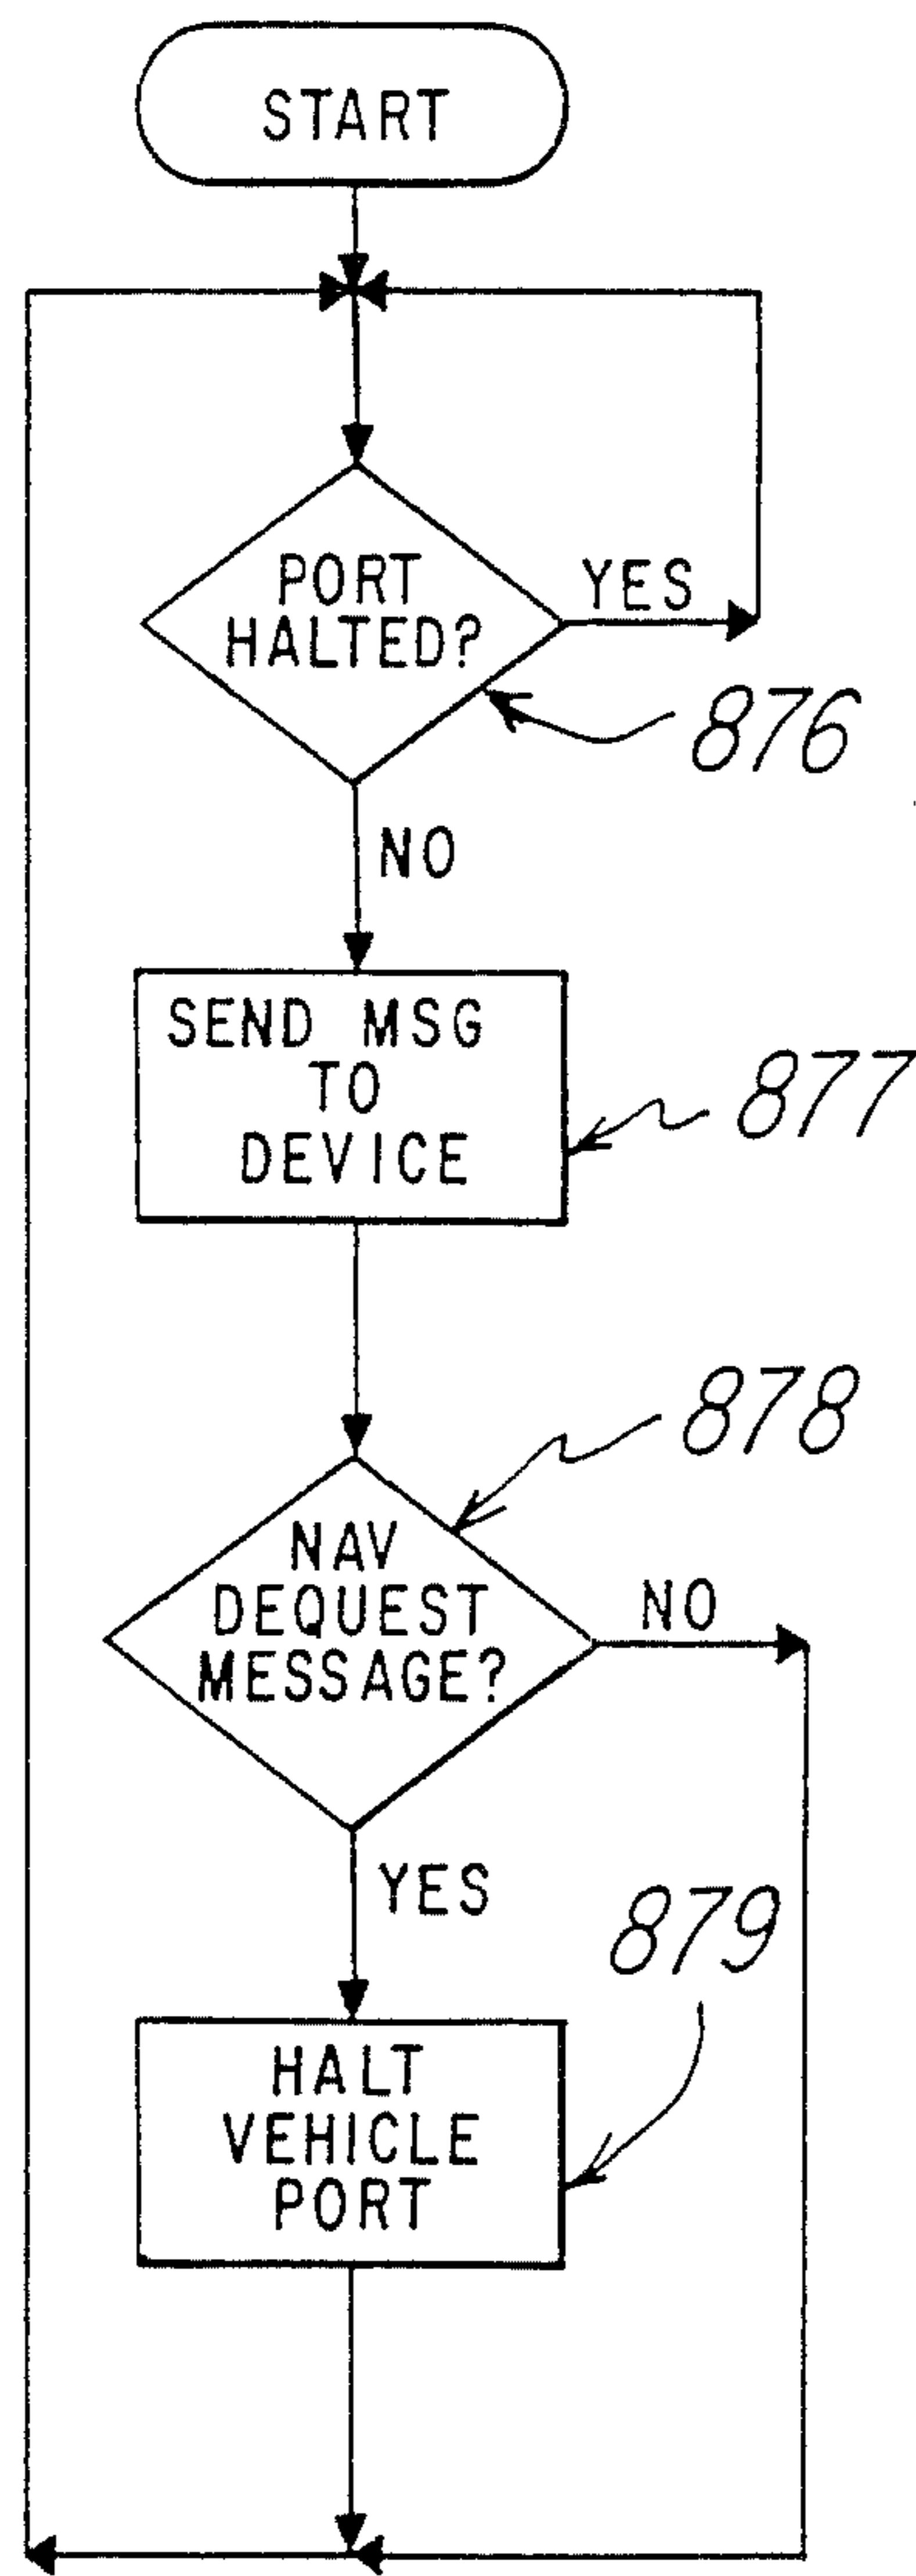 START
PORT
HALTED?
YES
876
NO
SEND MSG
TO
DEVICE
877
878
NAV
DEQUEST
MESSAGE?
NO
YES
879
HALT
VEHICLE
PORT